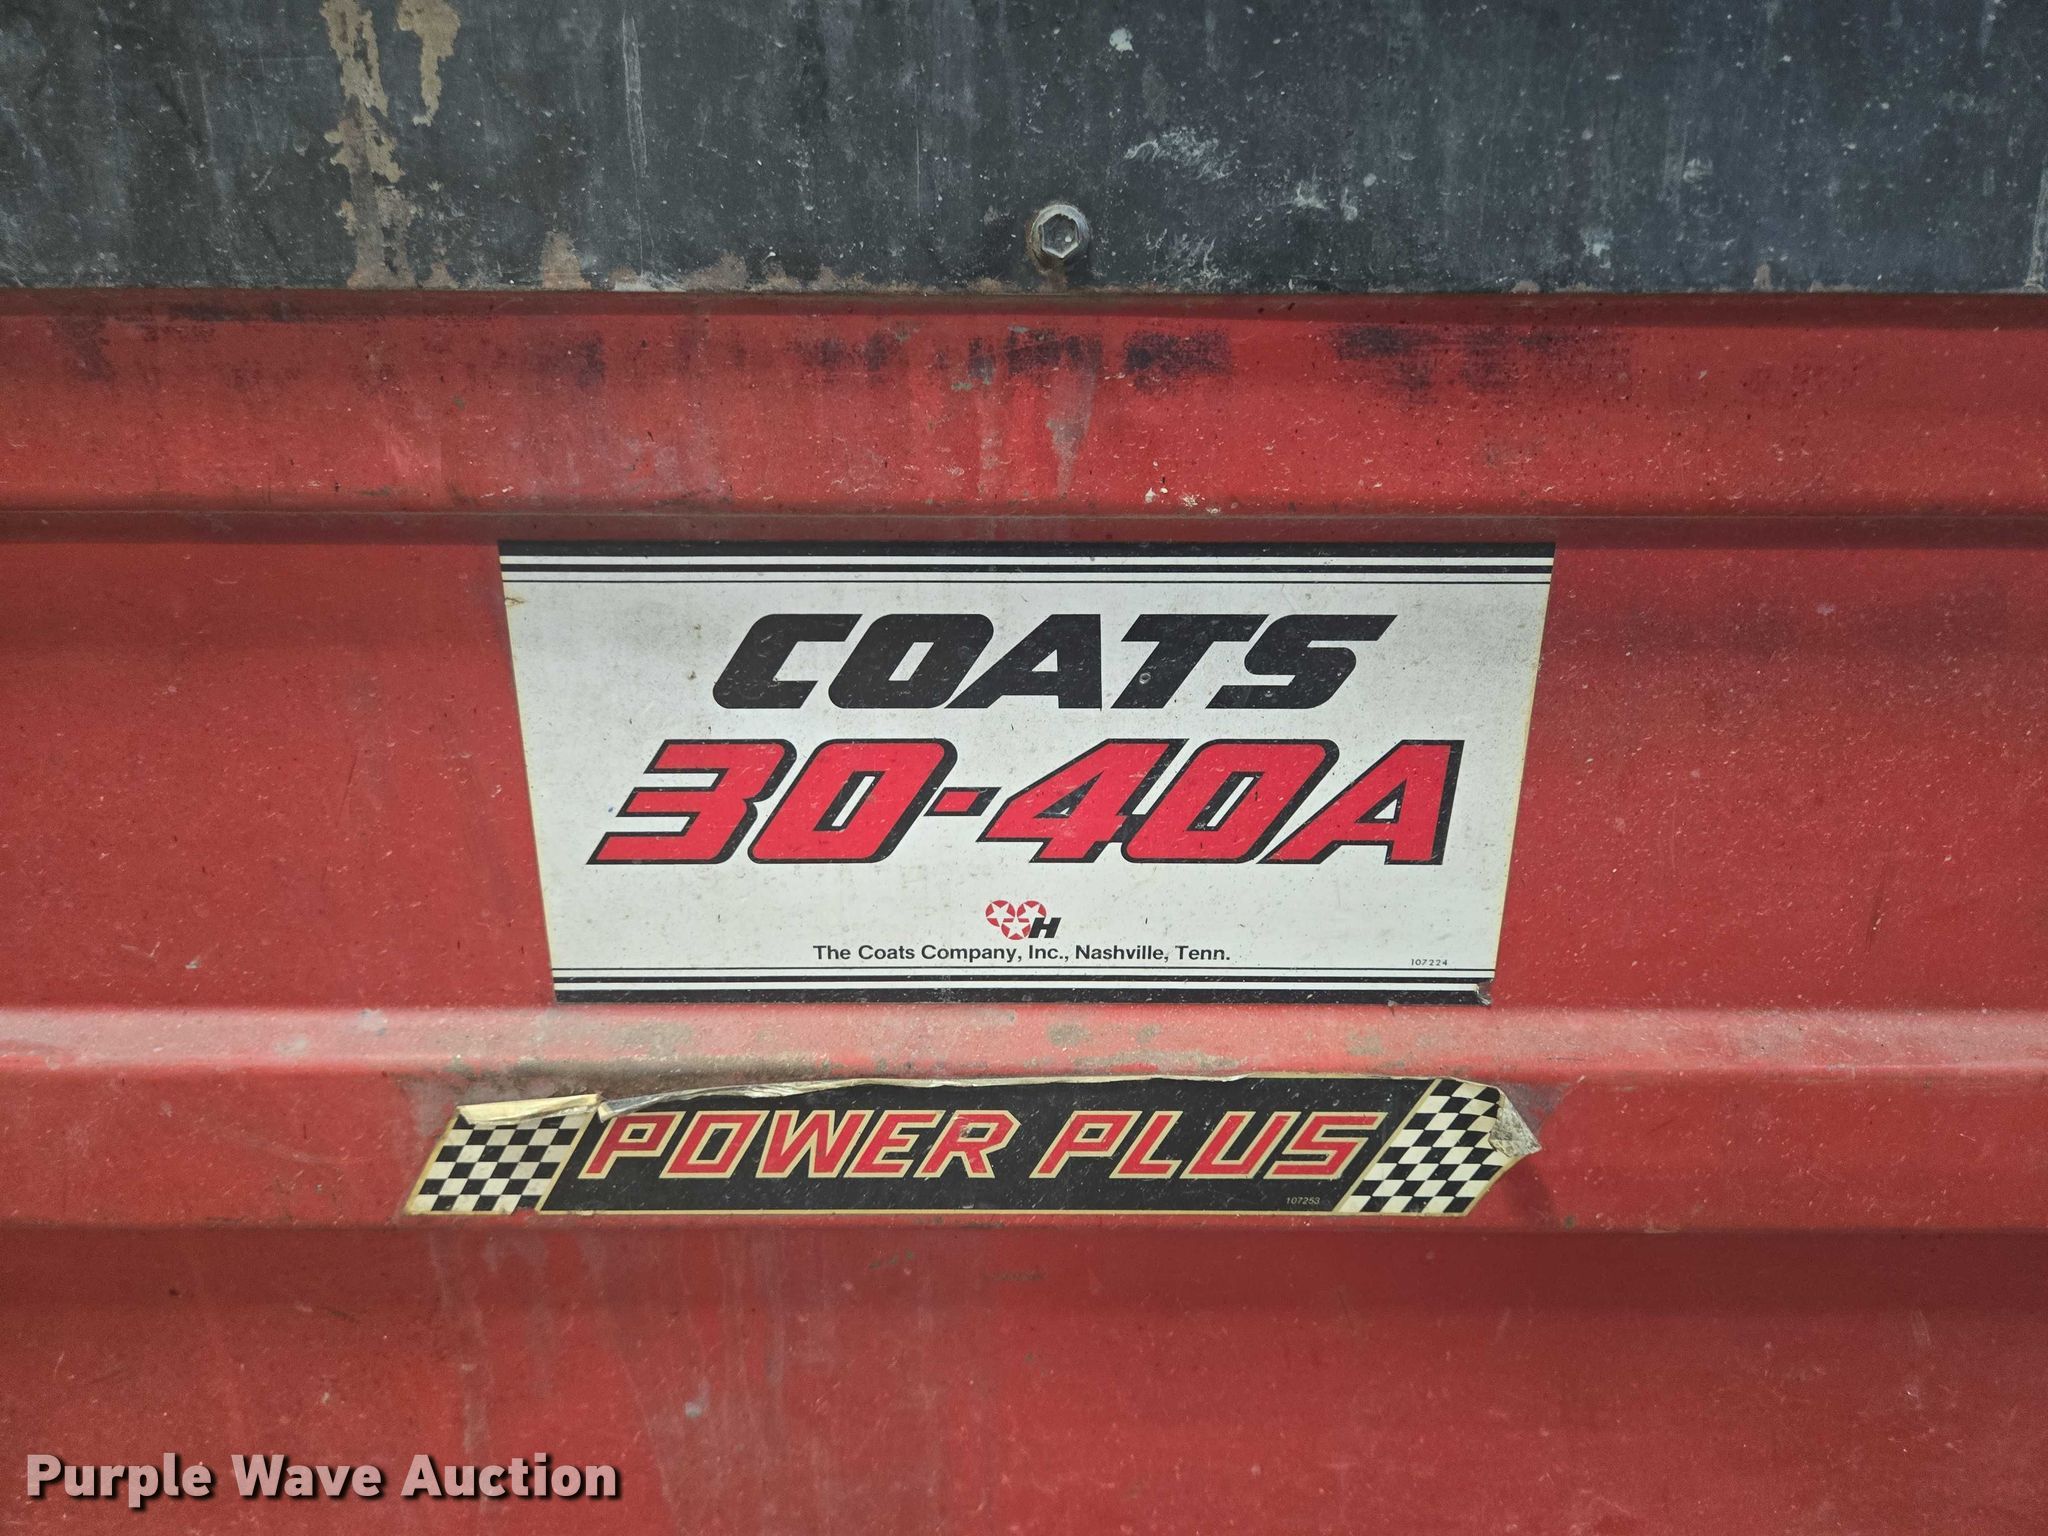 COATS
30-40A
H
The Coats Company, Inc., Nashville, Tenn.
107224
POWER PLUS
107253
Purple Wave Auction